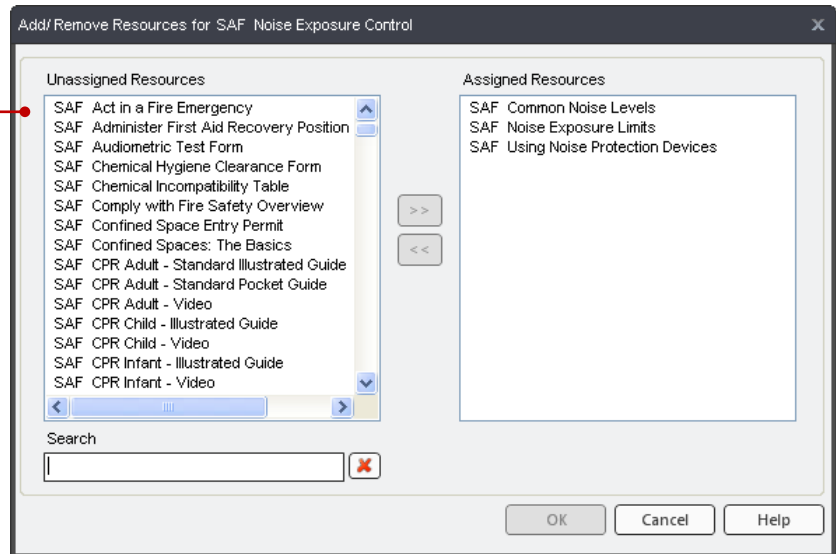 Add/Remove Resources for SAF Noise Exposure Control
X
Unassigned Resources
SAF Act in a Fire Emergency
SAF Administer First Aid Recovery Position
SAF Audiometric Test Form
SAF Chemical Hygiene Clearance Form
SAF Chemical Incompatibility Table
SAF Comply with Fire Safety Overview
SAF Confined Space Entry Permit
SAF Confined Spaces: The Basics
SAF CPR Adult - Standard Illustrated Guide
SAF CPR Adult - Standard Pocket Guide
SAF CPR Adult - Video
SAF CPR Child - Illustrated Guide
SAF CPR Child - Video
SAF CPR Infant - Illustrated Guide
SAF CPR Infant - Video
Search
>>
<<
Assigned Resources
SAF Common Noise Levels
SAF Noise Exposure Limits
SAF Using Noise Protection Devices
OK
Cancel
Help